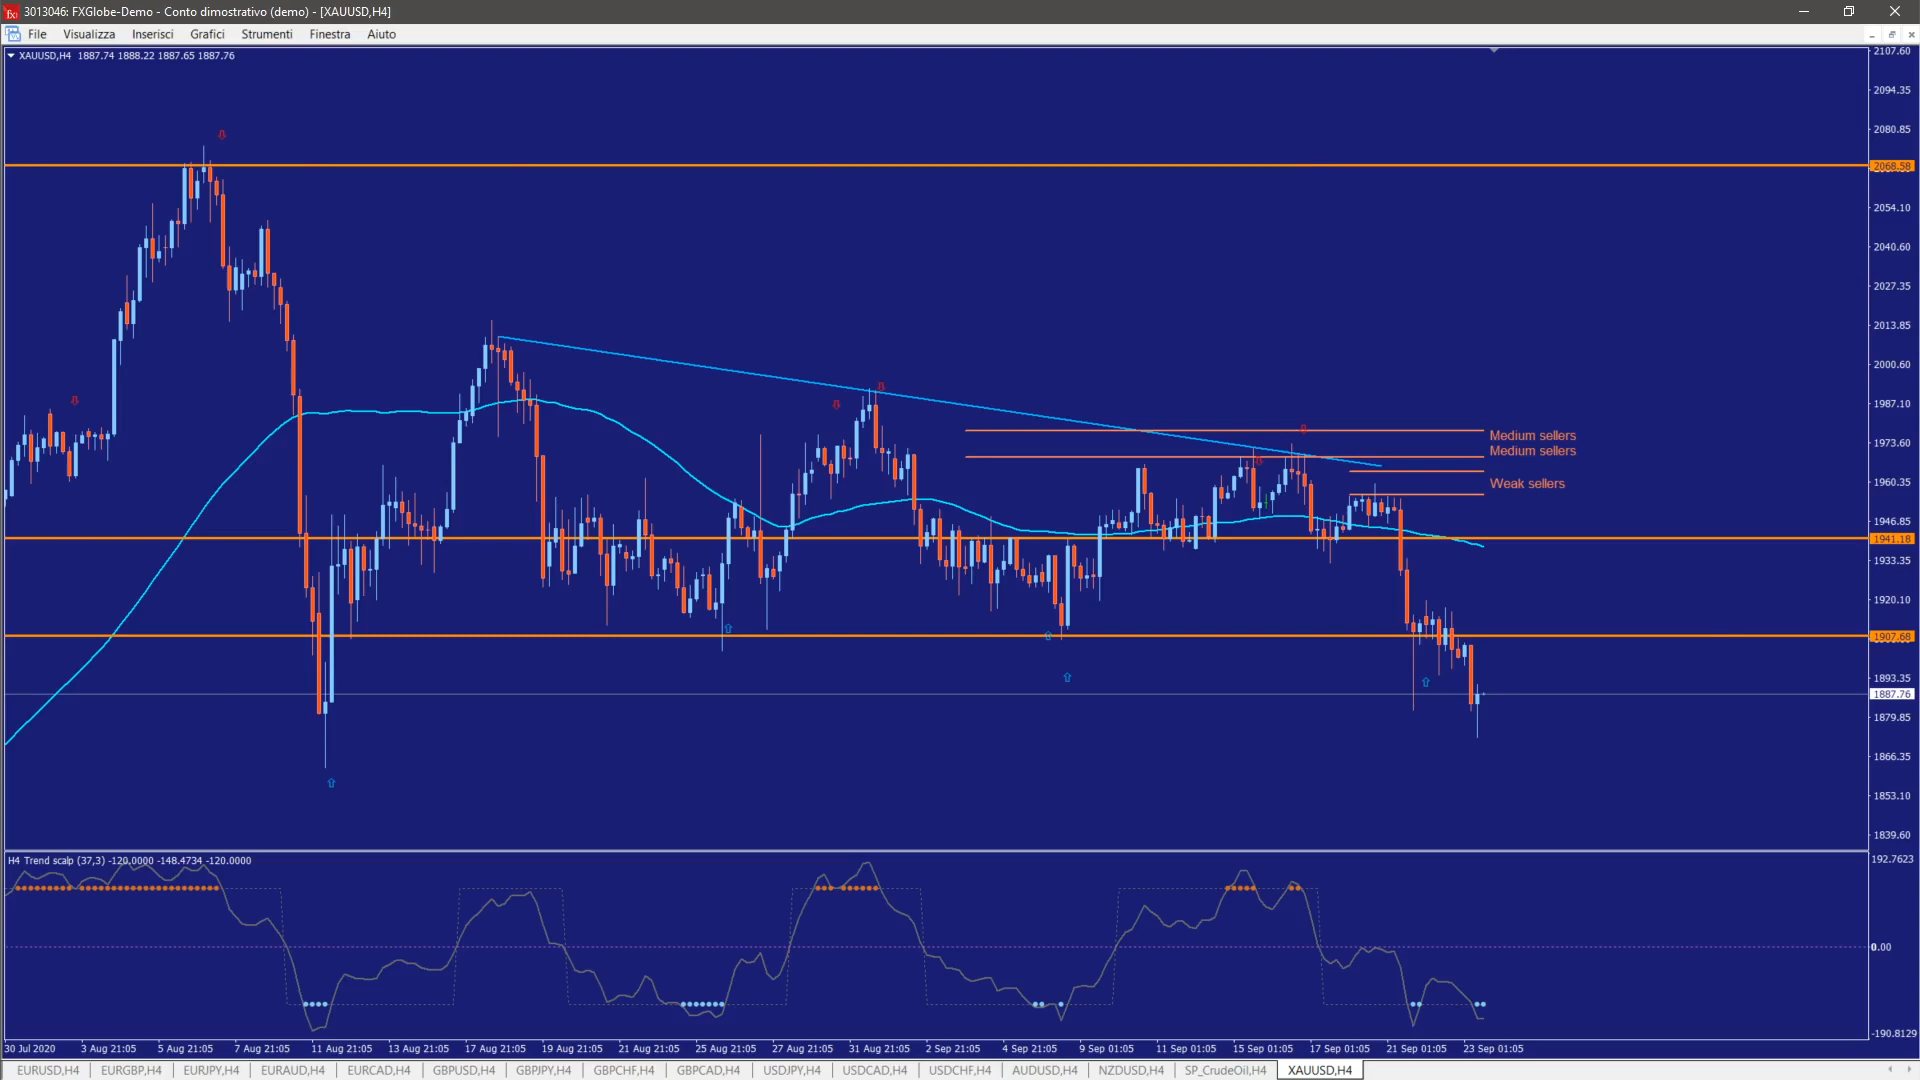 3013046: FXGlobe-Demo - Conto dimostrativo (demo) - [XAUUSD,H4]
File Visualizza Inserisci Grafici Strumenti Finestra Aiuto
XAUUSD,H4 1887.74 1888.22 1887.65 1887.76
2107.60
2094.35
2080.85
2068.58
2054.10
2040.60
2027.35
2013.85
2000.60
1987.10
Medium sellers
1973.60
Medium sellers
1960.35
Weak sellers
1946.85
1941.18
1933.35
1920.10
1907.68
1893.35
1887.76
1879.85
1866.35
1853.10
1839.60
H4 Trend scalp (37,3) -120.0000 -148.4734 -120.0000
192.7623
0.00
-190.8129
30 Jul 2020 3 Aug 21:05 5 Aug 21:05 7 Aug 21:05 11 Aug 21:05 13 Aug 21:05 17 Aug 21:05 19 Aug 21:05 21 Aug 21:05 25 Aug 21:05 27 Aug 21:05 31 Aug 21:05 2 Sep 21:05 4 Sep 21:05 9 Sep 01:05 11 Sep 01:05 15 Sep 01:05 17 Sep 01:05 21 Sep 01:05 23 Sep 01:05
EURUSD,H4 EURGBP,H4 EURJPY,H4 EURAUD,H4 EURCAD,H4 GBPUSD,H4 GBPJPY,H4 GBPCHF,H4 GBPCAD,H4 USDJPY,H4 USDCAD,H4 USDCHF,H4 AUDUSD,H4 NZDUSD,H4 SP_CrudeOil,H4 XAUUSD,H4